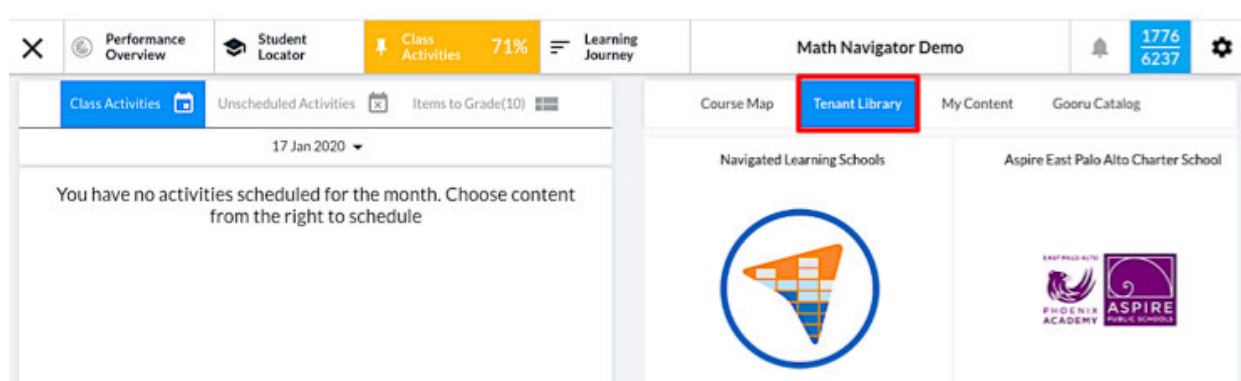 Performance
Overview
Student
Locator
Class
Activities
71%
Learning
Journey
Math Navigator Demo
1776
6237
Class Activities
Unscheduled Activities
Items to Grade(10)
Course Map
Tenant Library
My Content
Gooru Catalog
17 Jan 2020
You have no activities scheduled for the month. Choose content
from the right to schedule
Navigated Learning Schools
Aspire East Palo Alto Charter School
EAST PALO ALTO
PHOENIX
ACADEMY
ASPIRE
PUBLIC SCHOOLS